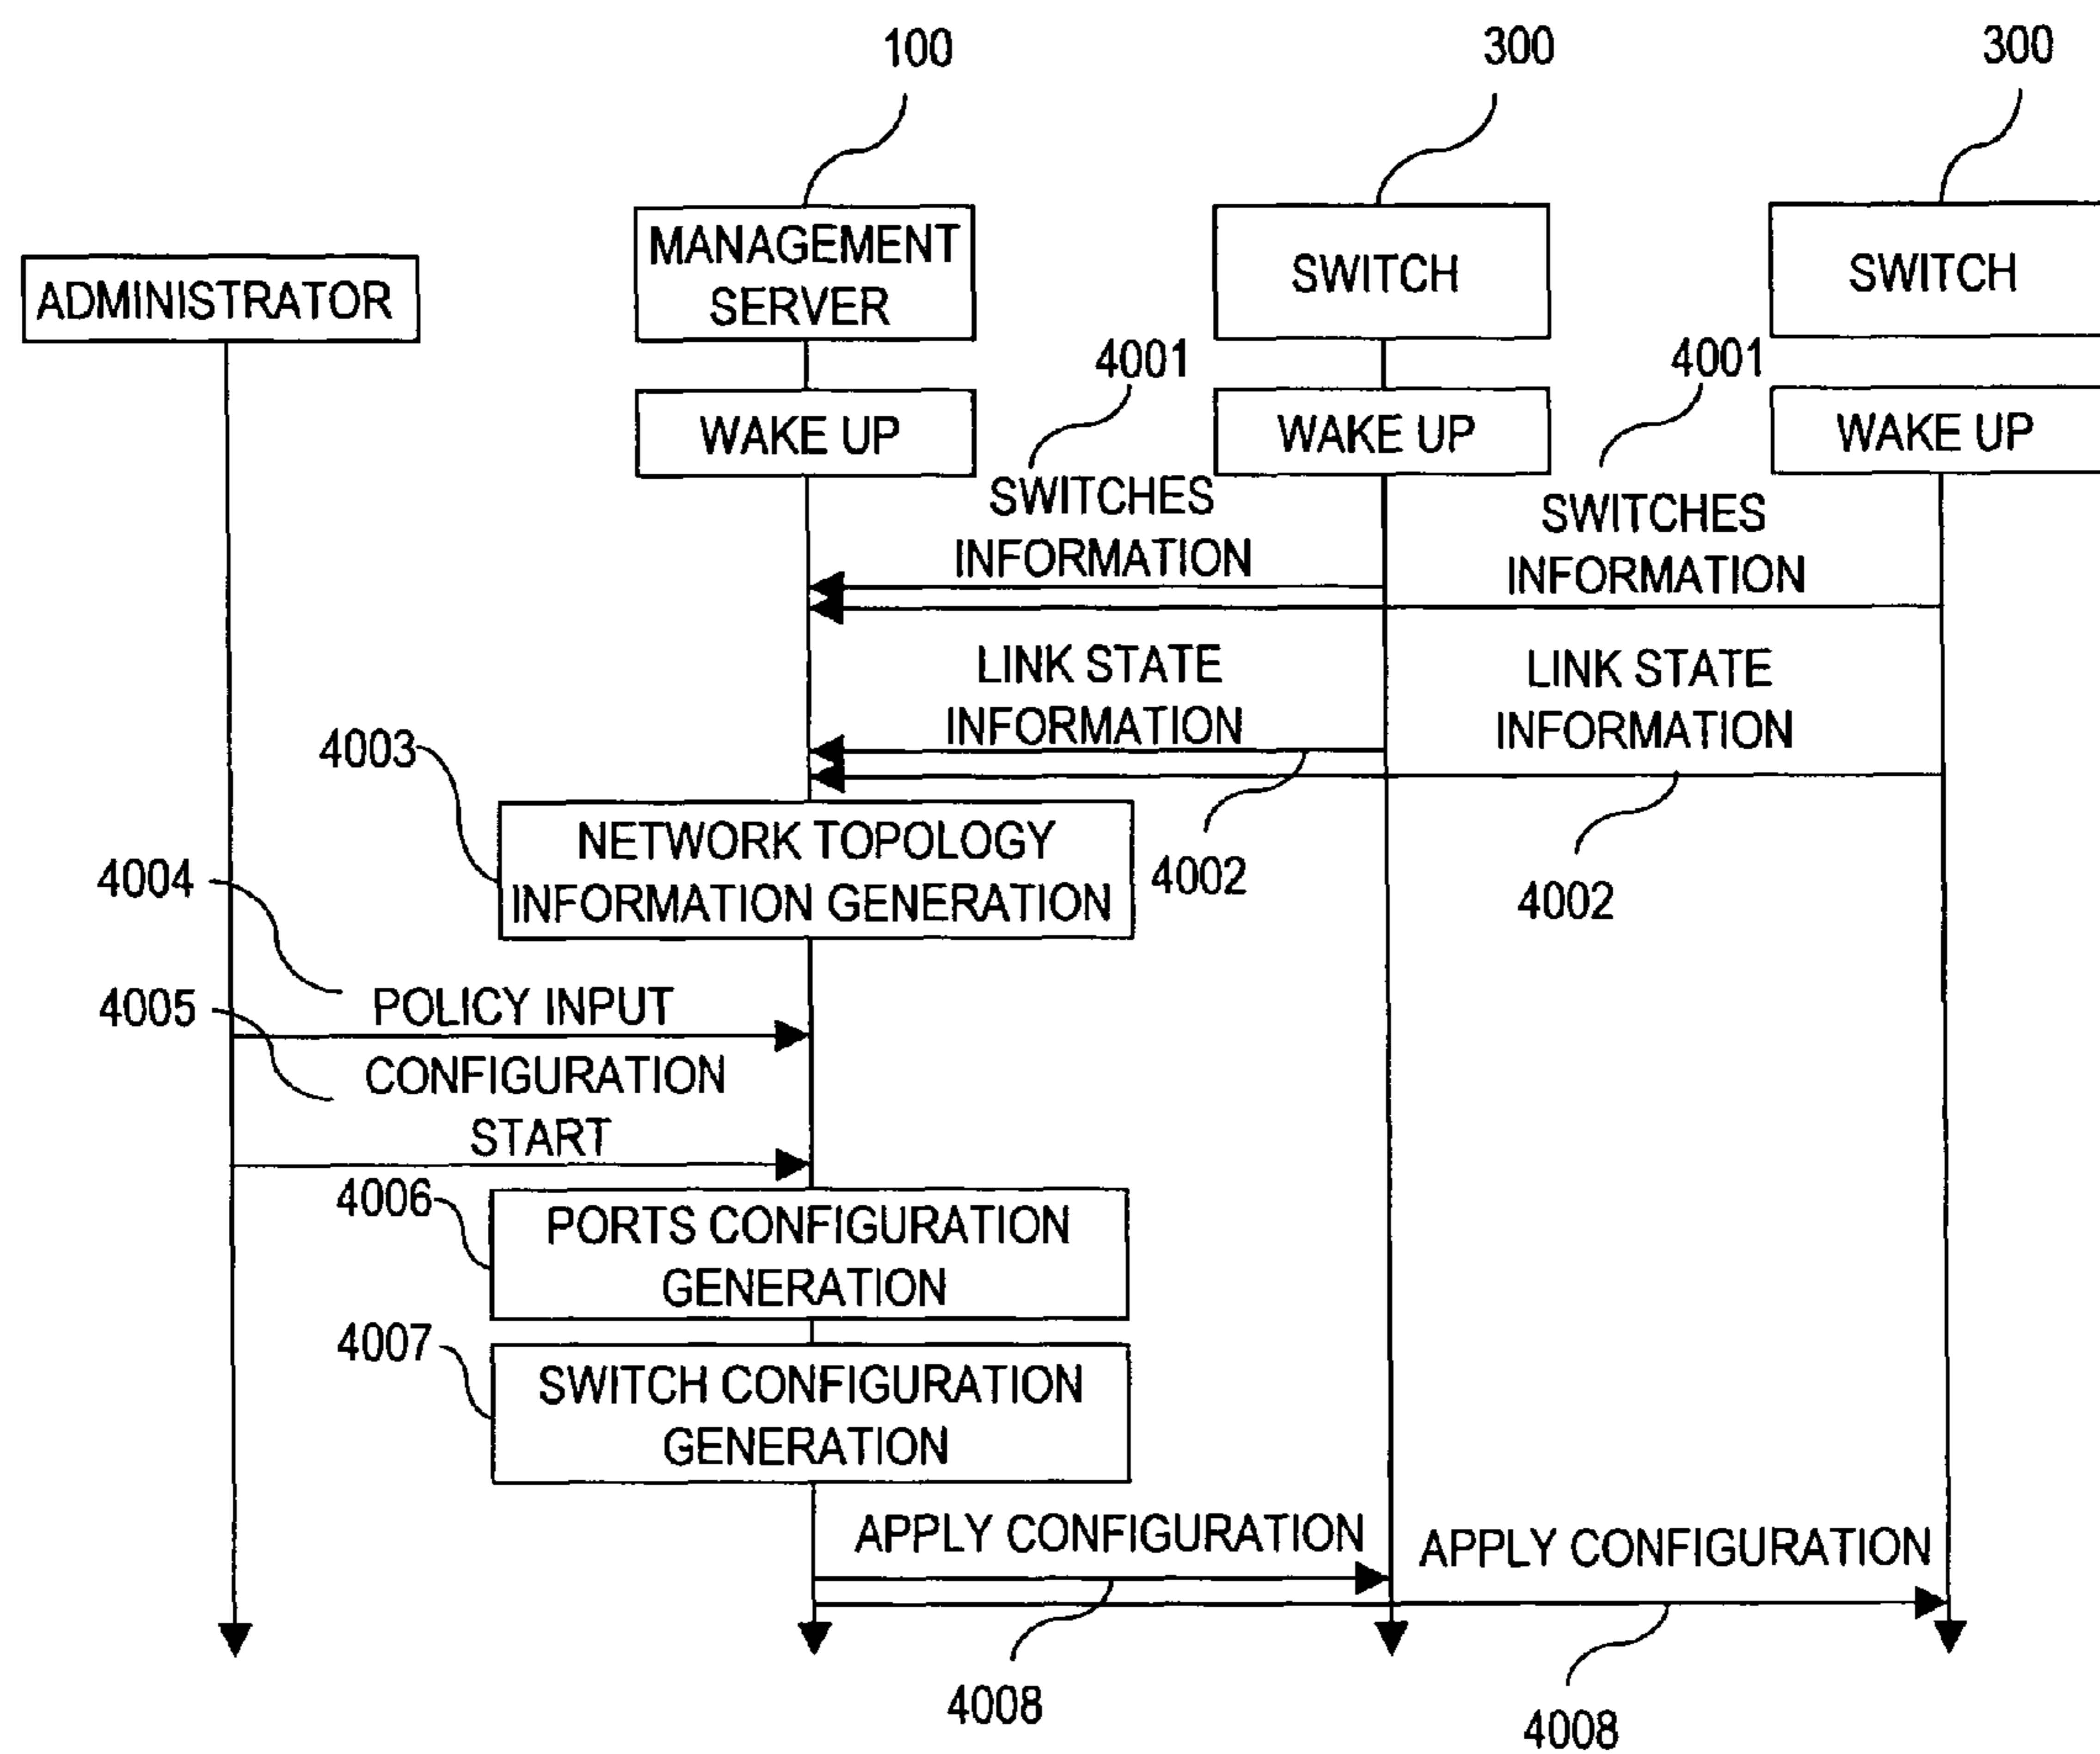 100
300
300
ADMINISTRATOR
MANAGEMENT
SERVER
SWITCH
SWITCH
4001
4001
WAKE UP
WAKE UP
WAKE UP
SWITCHES
INFORMATION
SWITCHES
INFORMATION
LINK STATE
INFORMATION
LINK STATE
INFORMATION
4003
NETWORK TOPOLOGY
INFORMATION GENERATION
4002
4002
4004
POLICY INPUT
4005
CONFIGURATION
START
4006
PORTS CONFIGURATION
GENERATION
4007
SWITCH CONFIGURATION
GENERATION
APPLY CONFIGURATION
APPLY CONFIGURATION
4008
4008